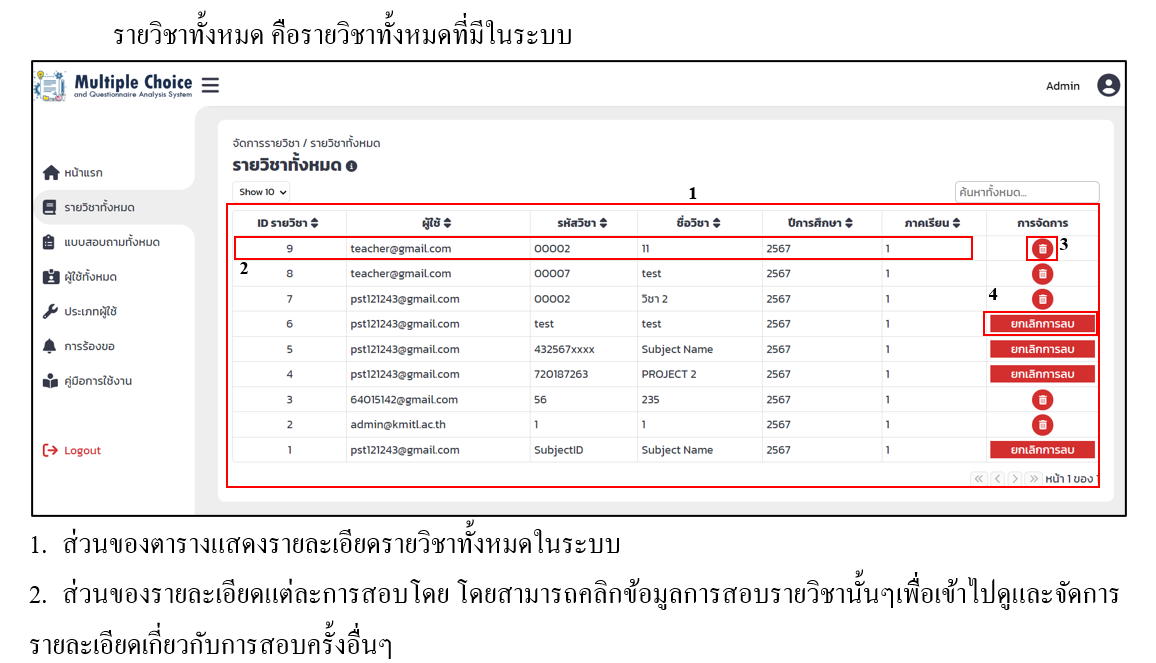 รายวิชาทั้งหมด คือรายวิชาทั้งหมดที่มีในระบบ
Multiple Choice
and Questionnaire Analysis System
Admin
หน้าแรก
รายวิชาทั้งหมด
แบบสอบถามทั้งหมด
ผู้ใช้ทั้งหมด
ประเภทผู้ใช้
การร้องขอ
คู่มือการใช้งาน
Logout
จัดการรายวิชา / รายวิชาทั้งหมด
รายวิชาทั้งหมด
Show 10
1
ค้นหาทั้งหมด...
ID รายวิชา ผู้ใช้ รหัสวิชา ชื่อวิชา ปีการศึกษา ภาคเรียน การจัดการ
9 teacher@gmail.com 00002 11 2567 1 3
2
8 teacher@gmail.com 00007 test 2567 1
7 pst121243@gmail.com 00002 วิชา 2 2567 1
4
6 pst121243@gmail.com test test 2567 1 ยกเลิกการลบ
5 pst121243@gmail.com 432567xxxx Subject Name 2567 1 ยกเลิกการลบ
4 pst121243@gmail.com 720187263 PROJECT 2 2567 1 ยกเลิกการลบ
3 64015142@gmail.com 56 235 2567 1
2 admin@kmitl.ac.th 1 1 2567 1
1 pst121243@gmail.com SubjectID Subject Name 2567 1 ยกเลิกการลบ
หน้า 1 ของ 1
1. ส่วนของตารางแสดงรายละเอียดรายวิชาทั้งหมดในระบบ
2. ส่วนของรายละเอียดแต่ละการสอบโดย โดยสามารถคลิกข้อมูลการสอบรายวิชานั้นๆเพื่อเข้าไปดูและจัดการ
รายละเอียดเกี่ยวกับการสอบครั้งอื่นๆ